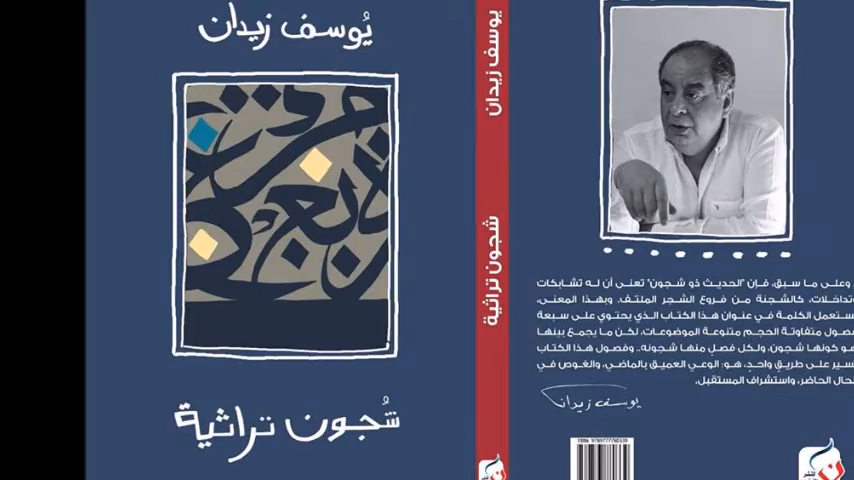 يُوسف زيدان
شُجون تراثية
يوسف زيدان
شجون تراثية
وعلى ما سبق، فإن "الحديث ذو شجون" تعنى أن له تشابكات
وتداخلات، كالشجنة من فروع الشجر الملتف. وبهذا المعنى،
ستعمل الكلمة في عنوان هذا الكتاب الذي يحتوي على سبعة
فصول متفاوتة الحجم متنوعة الموضوعات، لكن ما يجمع بينها
هو كونها شجون، ولكل فصلٍ منها شجونه.. وفصول هذا الكتاب
سير على طريقٍ واحدٍ، هو: الوعي العميق بالماضي، والغوص في
لحال الحاضر، واستشراف المستقبل.
يوسف زيدان